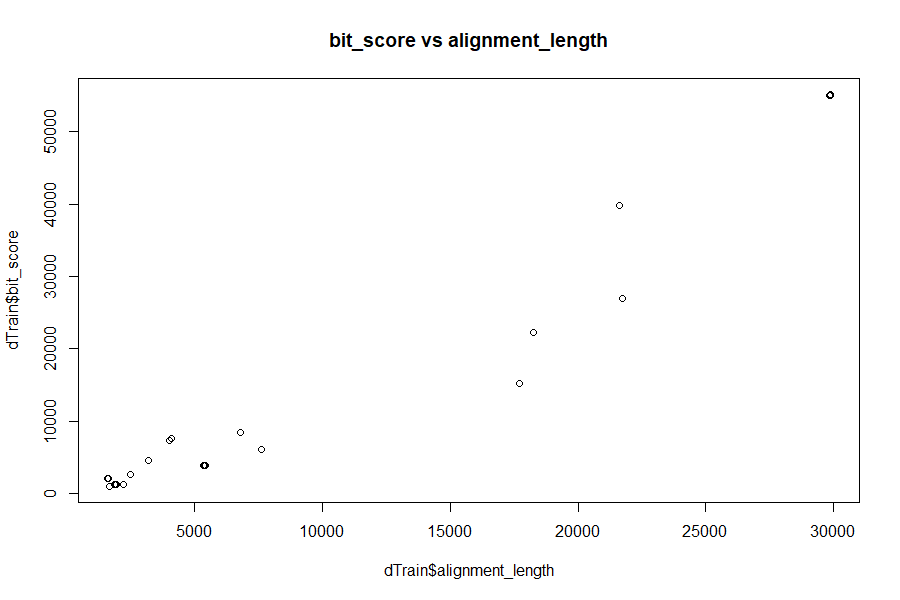 bit_score vs alignment_length
dTrain$bit_score
50000
40000
30000
20000
10000
0
5000 10000 15000 20000 25000 30000
dTrain$alignment_length